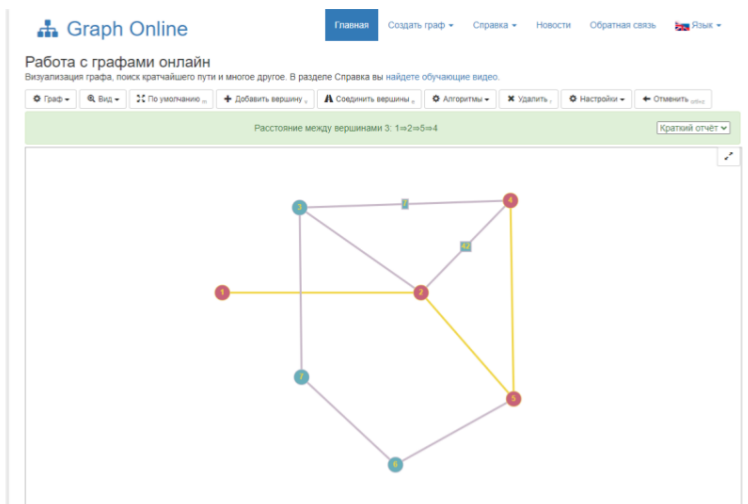 Graph Online
Главная Создать граф Справка Новости Обратная связь Язык
Работа с графами онлайн
Визуализация графа, поиск кратчайшего пути и многое другое. В разделе Справка вы найдете обучающие видео.
Граф Вид По умолчанию m Добавить вершину Соединить вершины Алгоритмы Удалить Настройки Отменить
Расстояние между вершинами 3: 1⇒2⇒5⇒4 Краткий отчёт
3 7 4
42
1 2
5
6